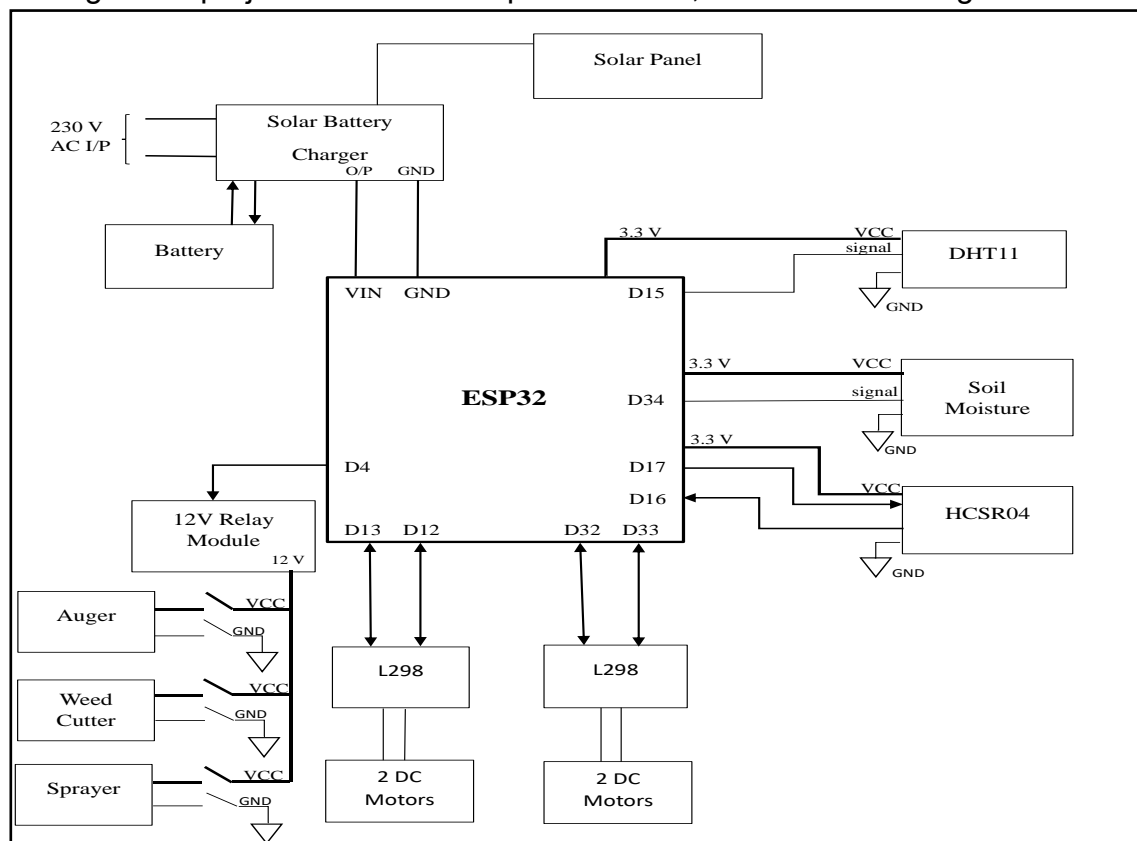 Solar Panel
230 V
AC I/P
Solar Battery
Charger
O/P GND
Battery
3.3 V VCC
signal
DHT11
GND
VIN GND D15
3.3 V VCC
ESP32
D34 signal
Soil
Moisture
GND
3.3 V
D4 D17
VCC
D16
HCSR04
GND
12V Relay
Module
12 V
D13 D12 D32 D33
Auger
VCC
GND
L298 L298
Weed
Cutter
VCC
GND
2 DC
Motors
2 DC
Motors
Sprayer
VCC
GND